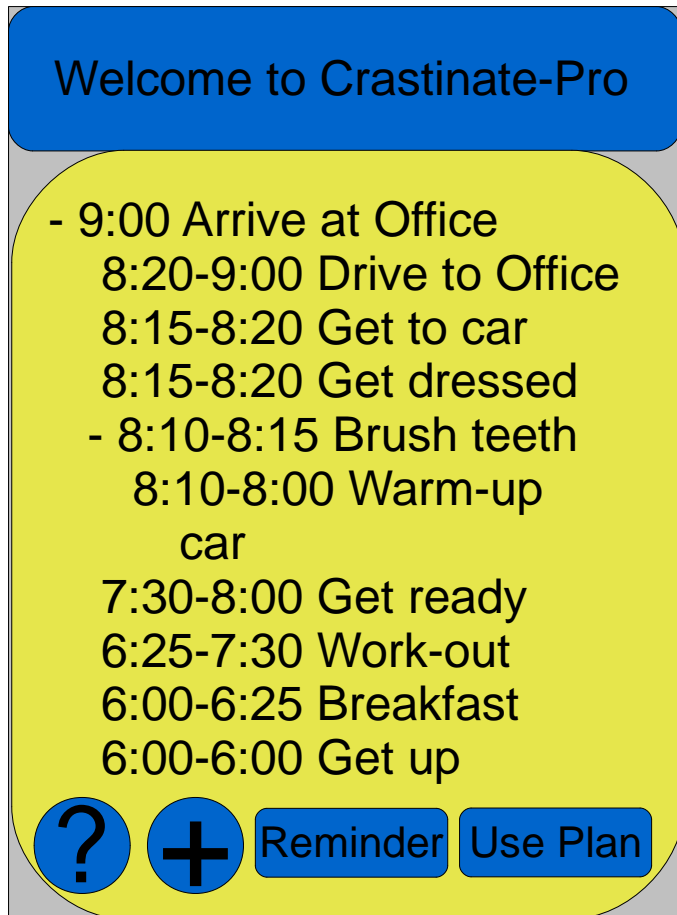 Welcome to Crastinate-Pro
- 9:00 Arrive at Office
8:20-9:00 Drive to Office
8:15-8:20 Get to car
8:15-8:20 Get dressed
- 8:10-8:15 Brush teeth
8:10-8:00 Warm-up
car
7:30-8:00 Get ready
6:25-7:30 Work-out
6:00-6:25 Breakfast
6:00-6:00 Get up
? + Reminder Use Plan